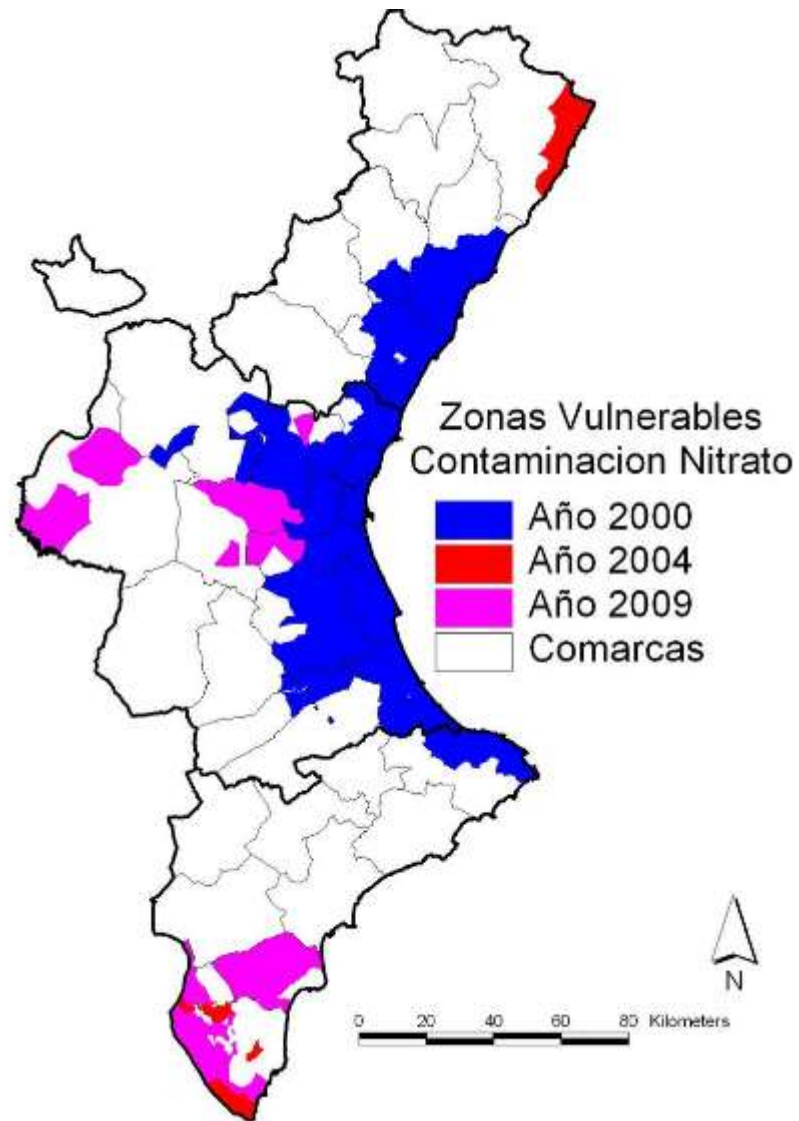 Zonas Vulnerables
Contaminacion Nitrato
Año 2000
Año 2004
Año 2009
Comarcas
N
0 20 40 60 80 Kilometers